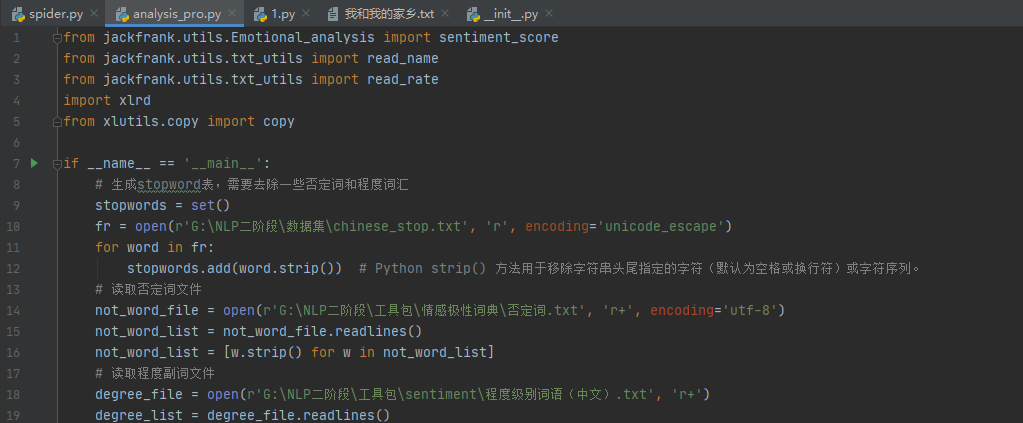 spider.py analysis_pro.py 1.py 我和我的家乡.txt __init__.py
1 from jackfrank.utils.Emotional_analysis import sentiment_score
2 from jackfrank.utils.txt_utils import read_name
3 from jackfrank.utils.txt_utils import read_rate
4 import xlrd
5 from xlutils.copy import copy
6
7 if __name__ == '__main__':
8 # 生成stopword表，需要去除一些否定词和程度词汇
9 stopwords = set()
10 fr = open(r'G:\NLP二阶段\数据集\chinese_stop.txt', 'r', encoding='unicode_escape')
11 for word in fr:
12 stopwords.add(word.strip())  # Python strip() 方法用于移除字符串头尾指定的字符（默认为空格或换行符）或字符序列。
13 # 读取否定词文件
14 not_word_file = open(r'G:\NLP二阶段\工具包\情感极性词典\否定词.txt', 'r+', encoding='utf-8')
15 not_word_list = not_word_file.readlines()
16 not_word_list = [w.strip() for w in not_word_list]
17 # 读取程度副词文件
18 degree_file = open(r'G:\NLP二阶段\工具包\sentiment\程度级别词语（中文）.txt', 'r+')
19 degree_list = degree_file.readlines()